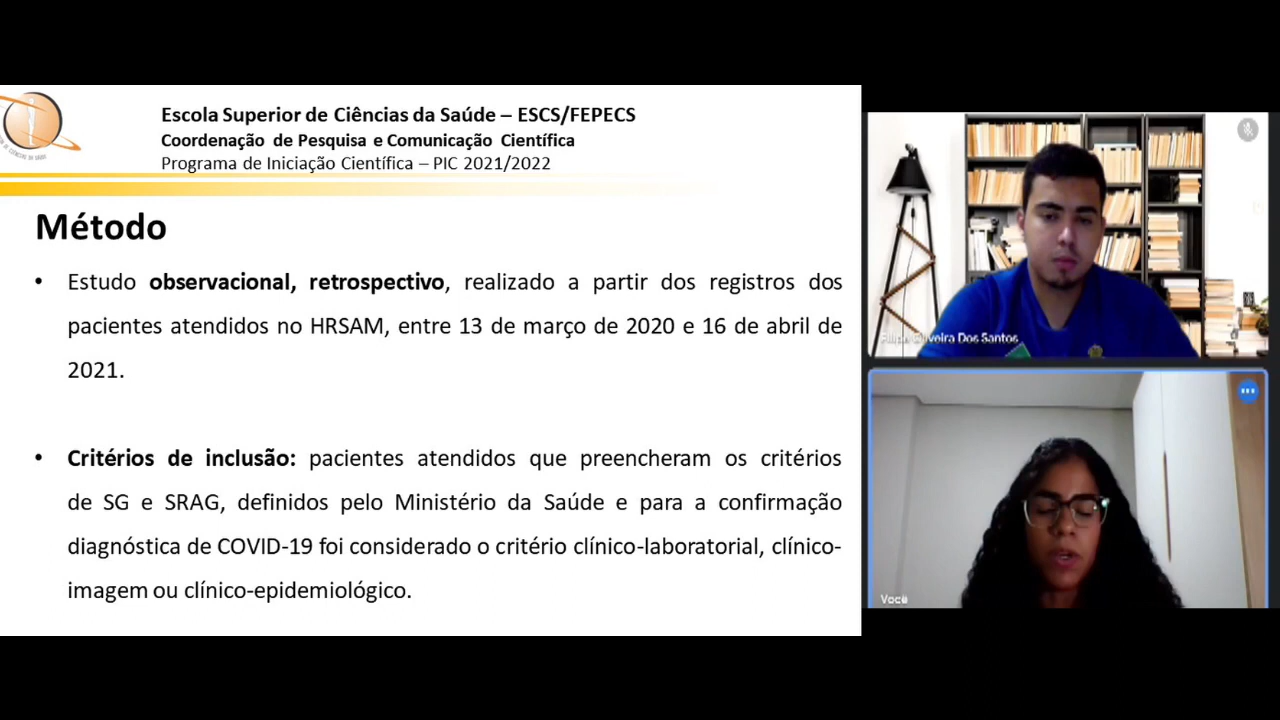 Escola Superior de Ciências da Saúde – ESCS/FEPECS
Coordenação de Pesquisa e Comunicação Científica
Programa de Iniciação Científica – PIC 2021/2022
Método
• Estudo observacional, retrospectivo, realizado a partir dos registros dos
pacientes atendidos no HRSAM, entre 13 de março de 2020 e 16 de abril de
2021.
• Critérios de inclusão: pacientes atendidos que preencheram os critérios
de SG e SRAG, definidos pelo Ministério da Saúde e para a confirmação
diagnóstica de COVID-19 foi considerado o critério clínico-laboratorial, clínico-
imagem ou clínico-epidemiológico.
Filipe Oliveira Dos Santos
Você